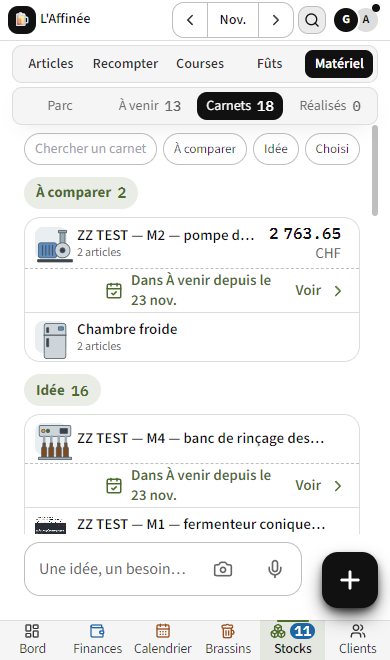 L'Affinée
Nov.
G
A
Articles
Recompter
Courses
Fûts
Matériel
Parc
À venir 13
Carnets 18
Réalisés 0
Chercher un carnet
À comparer
Idée
Choisi
À comparer 2
ZZ TEST — M2 — pompe d...
2 763.65
2 articles
CHF
Dans À venir depuis le
23 nov.
Voir
Chambre froide
2 articles
Idée 16
ZZ TEST — M4 — banc de rinçage des...
Dans À venir depuis le
23 nov.
Voir
ZZ TEST — M1 — fermenteur conique...
Une idée, un besoin...
Bord
Finances
Calendrier
Brassins
11
Stocks
Clients